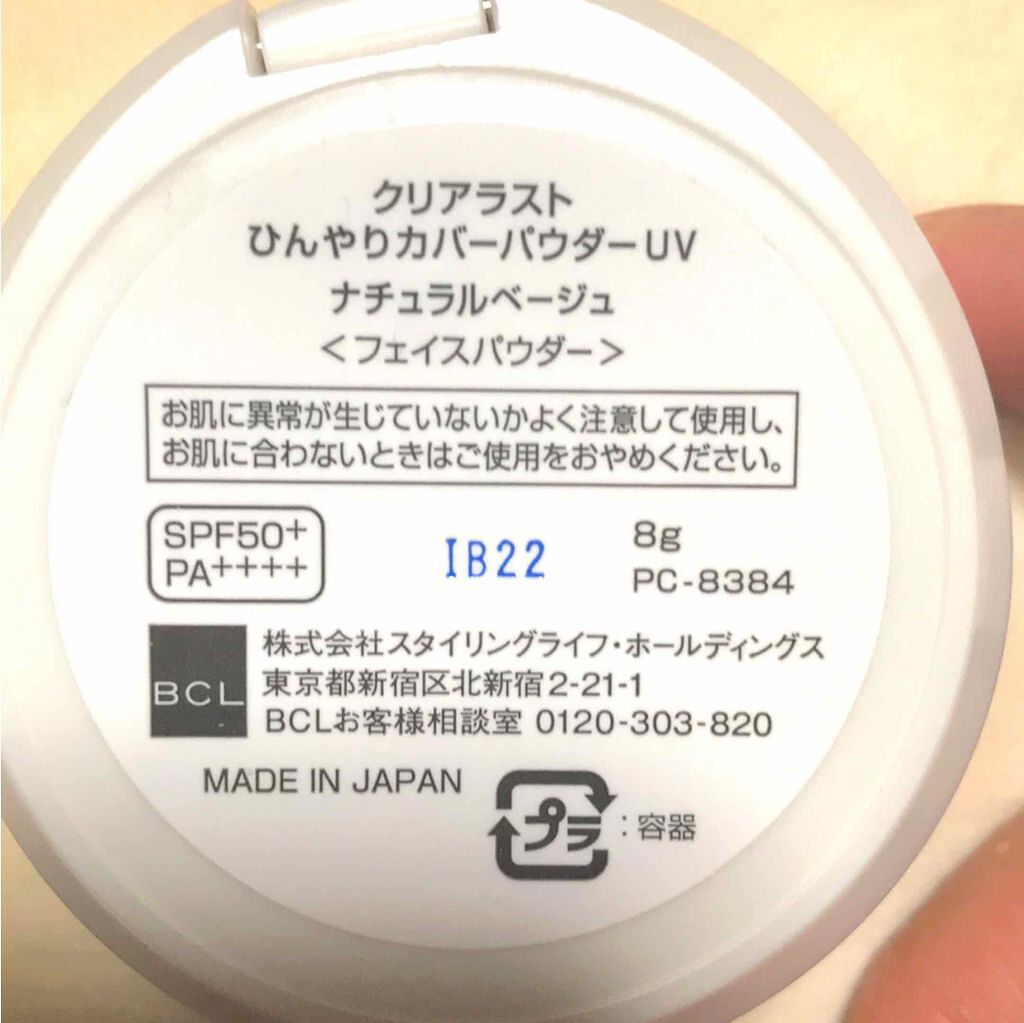 クリアラスト
ひんやりカバーパウダーUV
ナチュラルベージュ
＜フェイスパウダー＞
お肌に異常が生じていないかよく注意して使用し、
お肌に合わないときはご使用をおやめください。
SPF50+
PA++++
IB22
8g
PC-8384
BCL
株式会社スタイリングライフ・ホールディングス
東京都新宿区北新宿2-21-1
BCLお客様相談室 0120-303-820
MADE IN JAPAN
プラ：容器